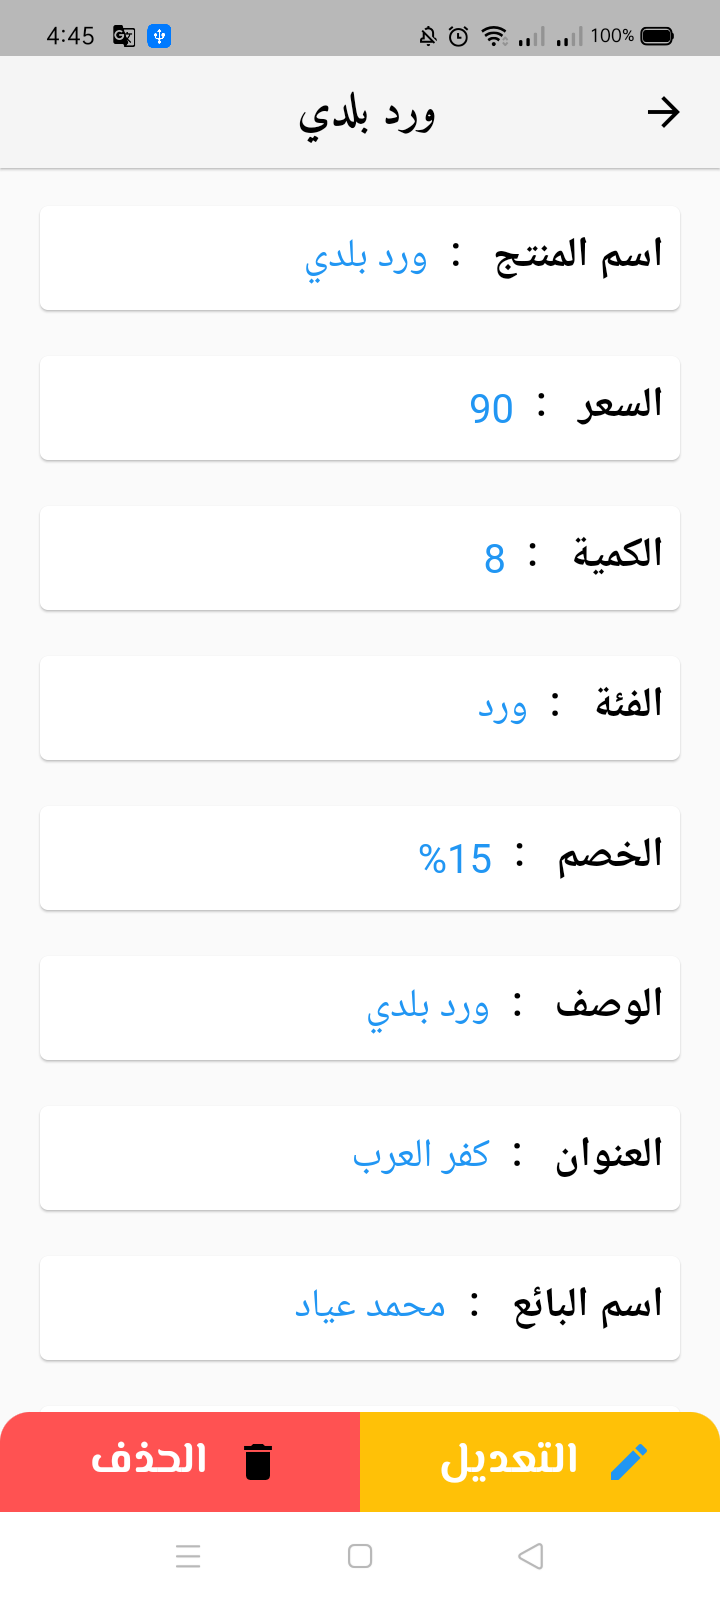 4:45 100%
ورد بلدي
اسم المنتج : ورد بلدي
السعر : 90
الكمية : 8
الفئة : ورد
الخصم : 15%
الوصف : ورد بلدي
العنوان : كفر العرب
اسم البائع : محمد عياد
التعديل
الحذف